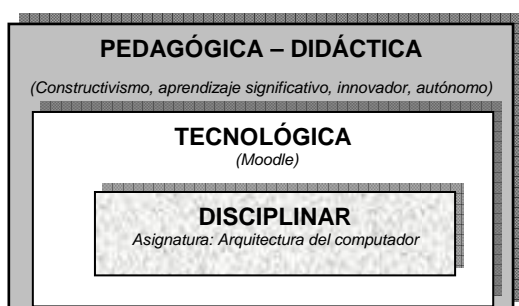 PEDAGÓGICA – DIDÁCTICA
(Constructivismo, aprendizaje significativo, innovador, autónomo)
TECNOLÓGICA
(Moodle)
DISCIPLINAR
Asignatura: Arquitectura del computador